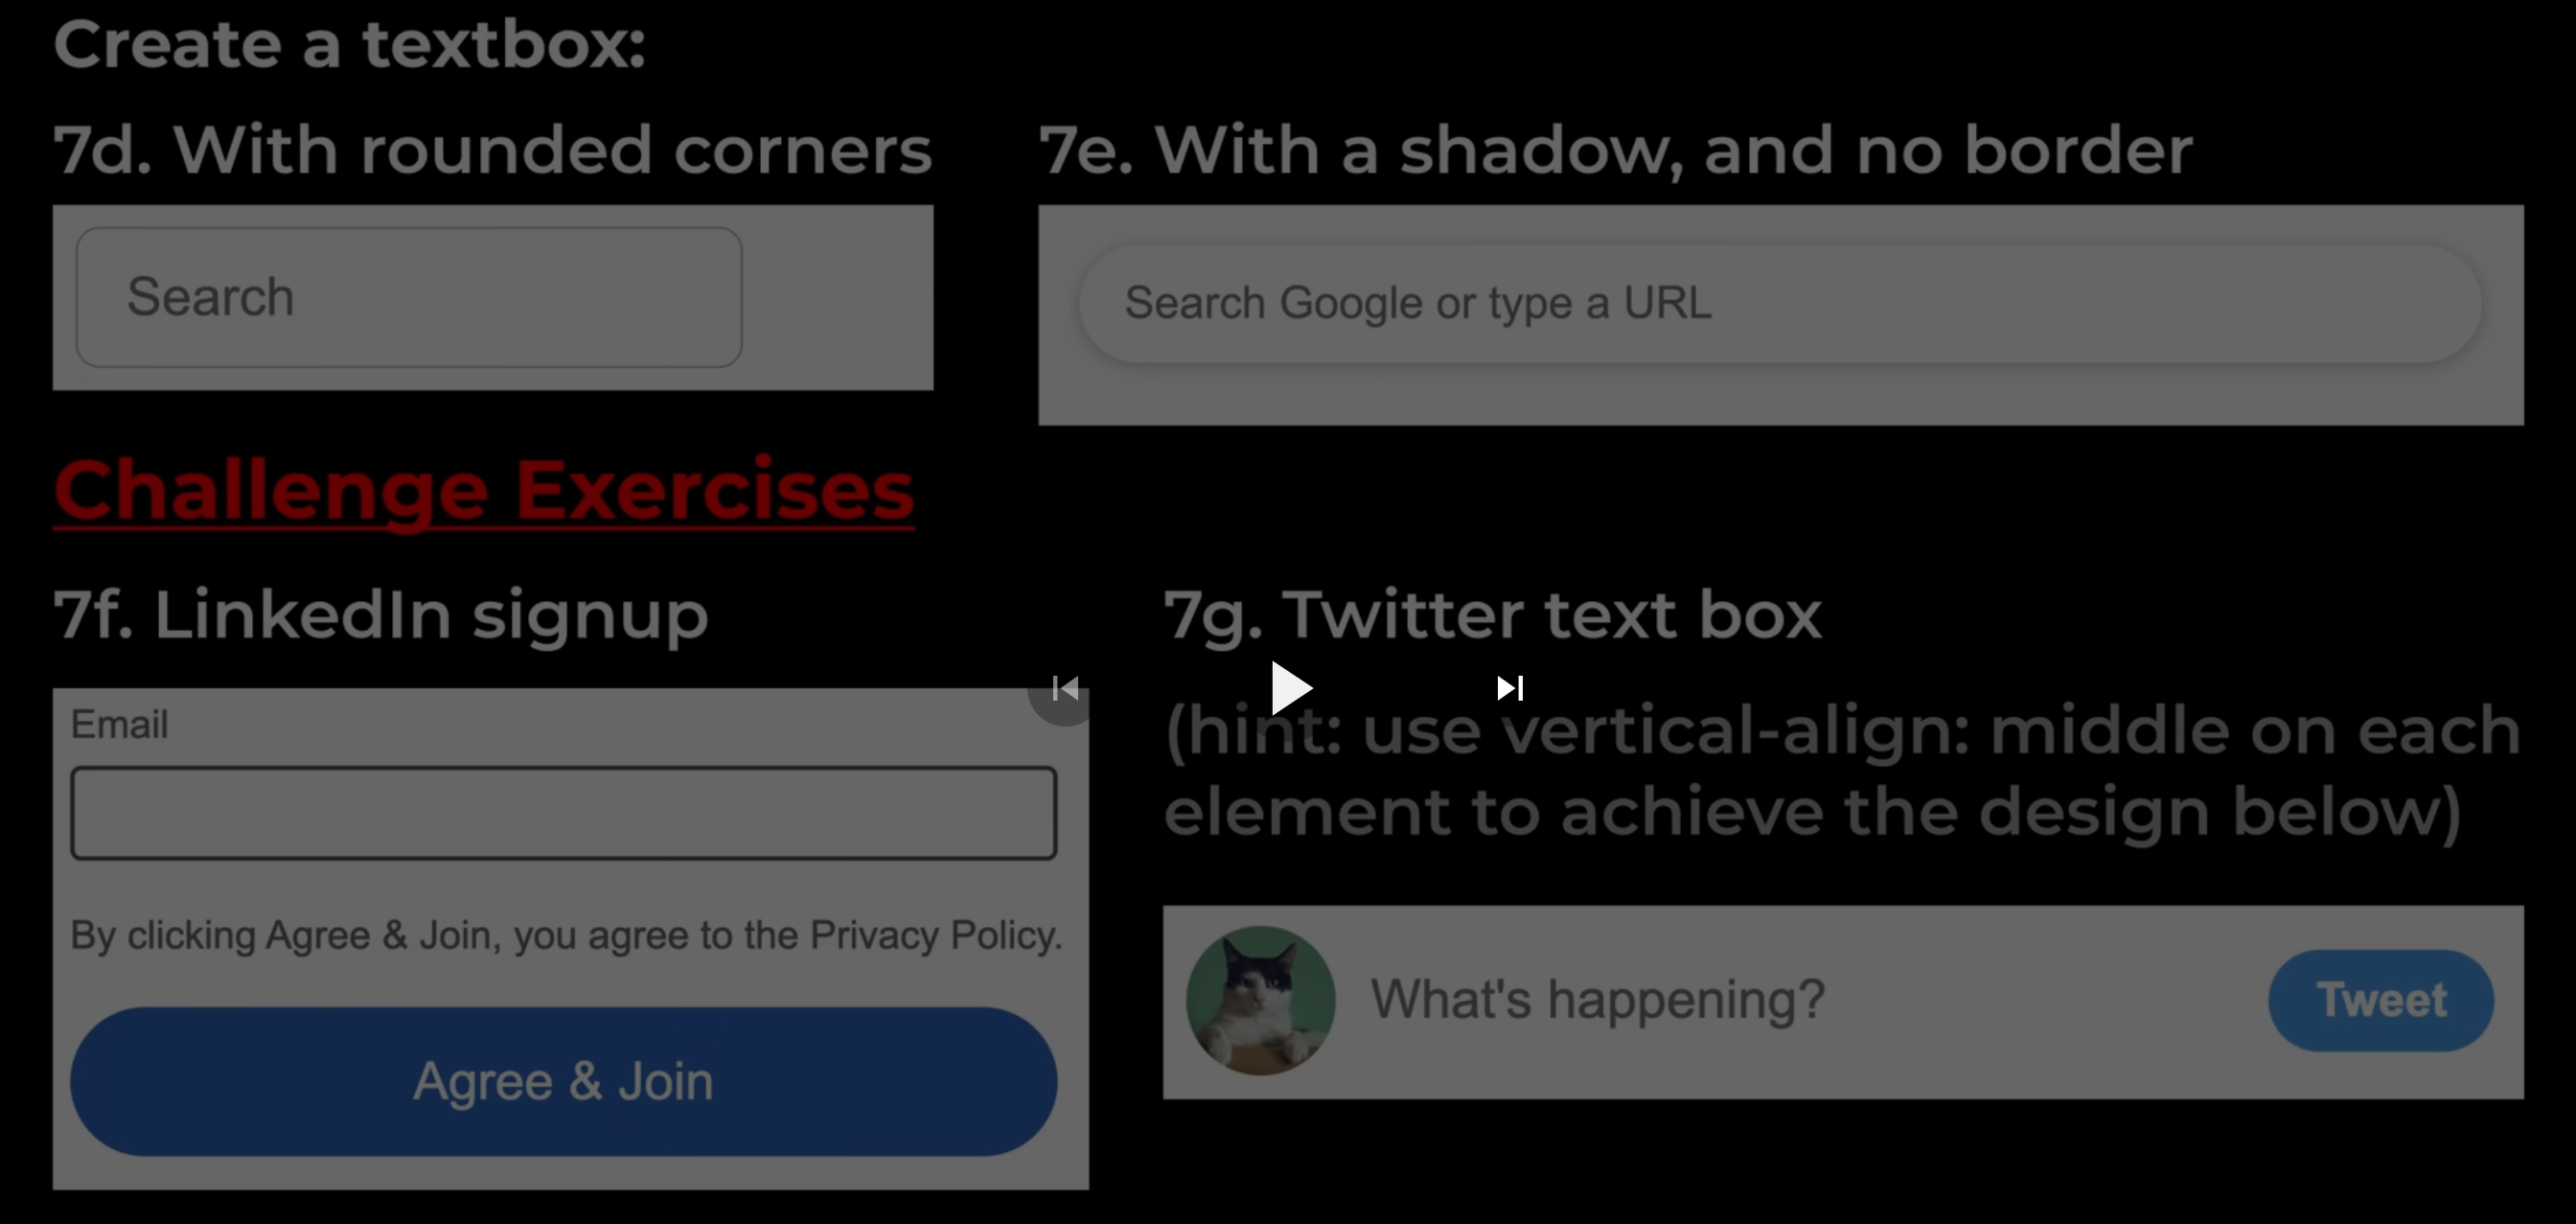 Create a textbox:
7d. With rounded corners
Search
7e. With a shadow, and no border
Search Google or type a URL
Challenge Exercises
7f. LinkedIn signup
Email
By clicking Agree & Join, you agree to the Privacy Policy.
Agree & Join
7g. Twitter text box
(hint: use vertical-align: middle on each
element to achieve the design below)
What's happening?
Tweet